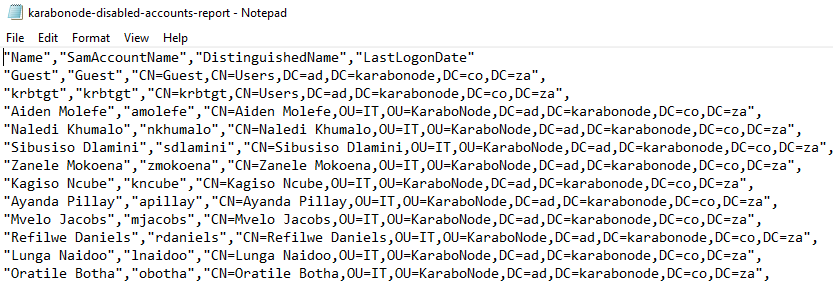 karabonode-disabled-accounts-report - Notepad
File Edit Format View Help
"Name","SamAccountName","DistinguishedName","LastLogonDate"
"Guest","Guest","CN=Guest,CN=Users,DC=ad,DC=karabonode,DC=co,DC=za",
"krbtgt","krbtgt","CN=krbtgt,CN=Users,DC=ad,DC=karabonode,DC=co,DC=za",
"Aiden Molefe","amolefe","CN=Aiden Molefe,OU=IT,OU=KaraboNode,DC=ad,DC=karabonode,DC=co,DC=za",
"Naledi Khumalo","nkhumalo","CN=Naledi Khumalo,OU=IT,OU=KaraboNode,DC=ad,DC=karabonode,DC=co,DC=za",
"Sibusiso Dlamini","sdlamini","CN=Sibusiso Dlamini,OU=IT,OU=KaraboNode,DC=ad,DC=karabonode,DC=co,DC=za",
"Zanele Mokoena","zmokoena","CN=Zanele Mokoena,OU=IT,OU=KaraboNode,DC=ad,DC=karabonode,DC=co,DC=za",
"Kagiso Ncube","kncube","CN=Kagiso Ncube,OU=IT,OU=KaraboNode,DC=ad,DC=karabonode,DC=co,DC=za",
"Ayanda Pillay","apillay","CN=Ayanda Pillay,OU=IT,OU=KaraboNode,DC=ad,DC=karabonode,DC=co,DC=za",
"Mvelo Jacobs","mjacobs","CN=Mvelo Jacobs,OU=IT,OU=KaraboNode,DC=ad,DC=karabonode,DC=co,DC=za",
"Refilwe Daniels","rdaniels","CN=Refilwe Daniels,OU=IT,OU=KaraboNode,DC=ad,DC=karabonode,DC=co,DC=za",
"Lunga Naidoo","lnaidoo","CN=Lunga Naidoo,OU=IT,OU=KaraboNode,DC=ad,DC=karabonode,DC=co,DC=za",
"Oratile Botha","obotha","CN=Oratile Botha,OU=IT,OU=KaraboNode,DC=ad,DC=karabonode,DC=co,DC=za",